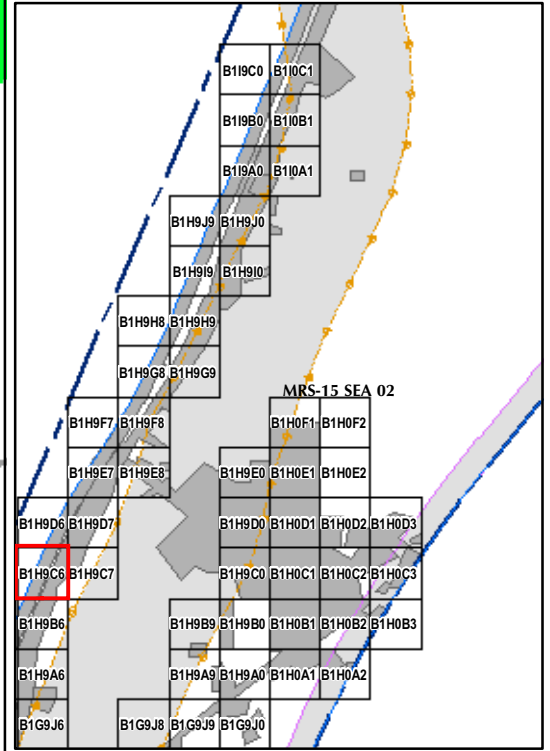 B1I9C0 B1I0C1
B1I9B0 B1I0B1
B1I9A0 B1I0A1
B1H9J9 B1H9J0
B1H9I9 B1H9I0
B1H9H8 B1H9H9
B1H9G8 B1H9G9
MRS-15 SEA 02
B1H9F7 B1H9F8 B1H0F1 B1H0F2
B1H9E7 B1H9E8 B1H9E0 B1H0E1 B1H0E2
B1H9D6 B1H9D7 B1H9D0 B1H0D1 B1H0D2 B1H0D3
B1H9C6 B1H9C7 B1H9C0 B1H0C1 B1H0C2 B1H0C3
B1H9B6 B1H9B9 B1H9B0 B1H0B1 B1H0B2 B1H0B3
B1H9A6 B1H9A9 B1H9A0 B1H0A1 B1H0A2
B1G9J6 B1G9J8 B1G9J9 B1G9J0